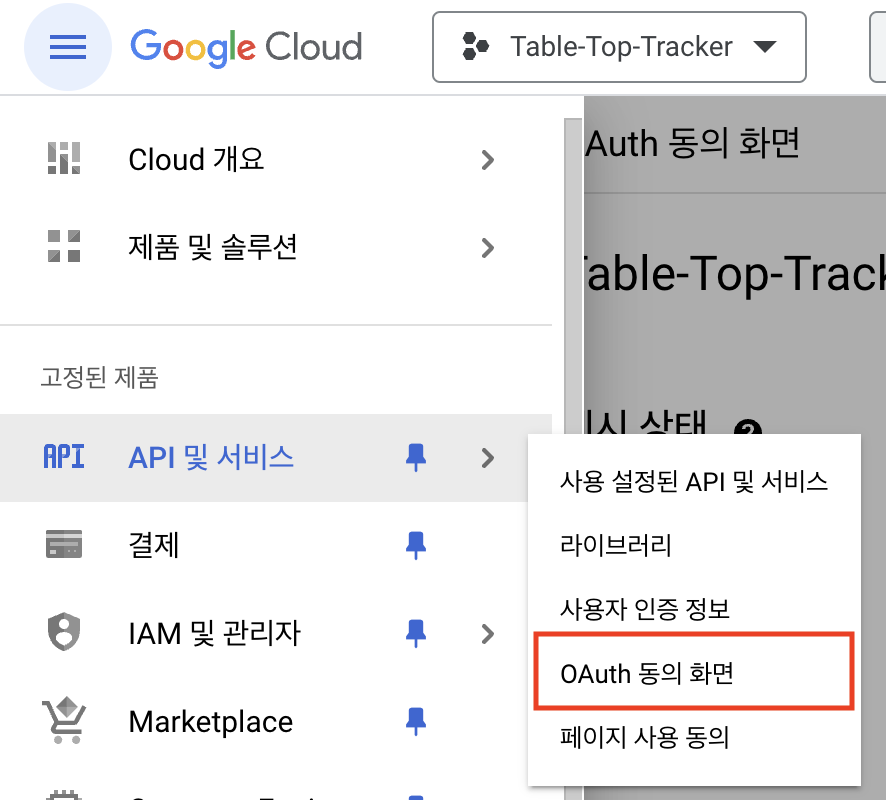 Google Cloud
Table-Top-Tracker
Cloud 개요
제품 및 솔루션
고정된 제품
API API 및 서비스
결제
IAM 및 관리자
Marketplace
Auth 동의 화면
Table-Top-Track
시 상태
사용 설정된 API 및 서비스
라이브러리
사용자 인증 정보
OAuth 동의 화면
페이지 사용 동의